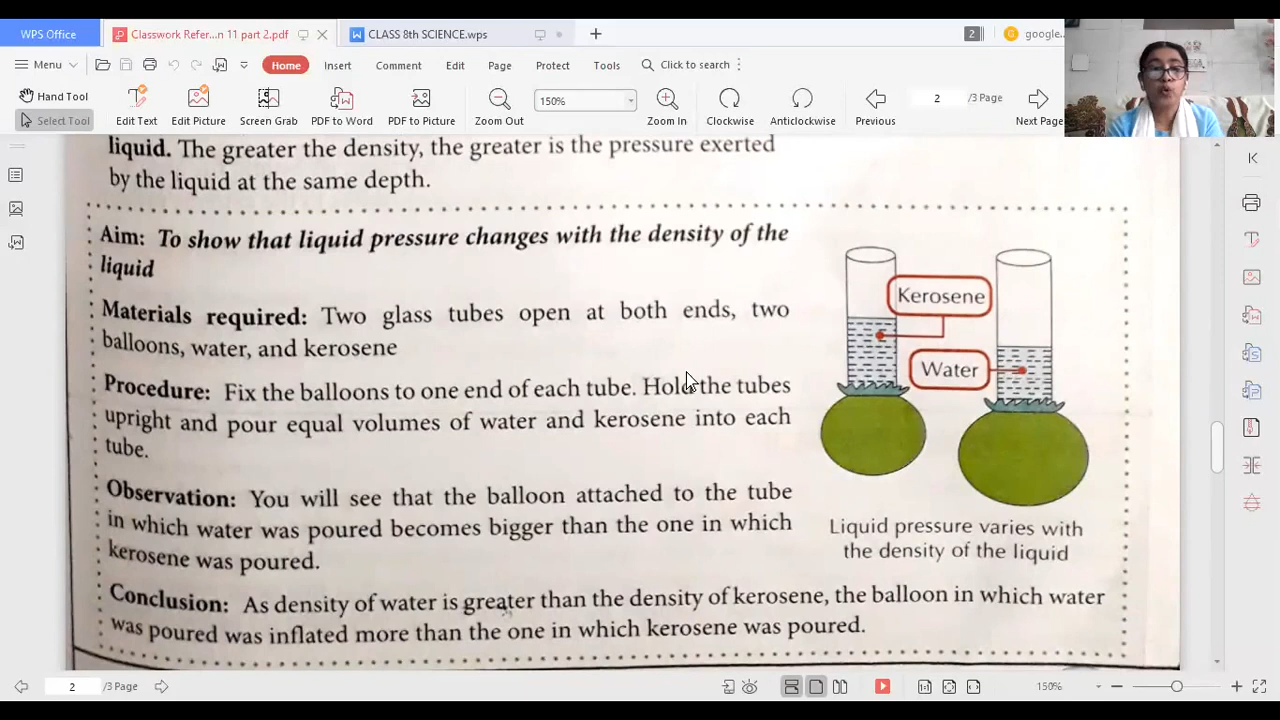 WPS Office
Classwork Refer...n 11 part 2.pdf
CLASS 8th SCIENCE.wps
2
google...
Menu
Home
Insert
Comment
Edit
Page
Protect
Tools
Click to search
Hand Tool
Select Tool
Edit Text
Edit Picture
Screen Grab
PDF to Word
PDF to Picture
Zoom Out
150%
Zoom In
Clockwise
Anticlockwise
Previous
2
/3 Page
Next Page
liquid. The greater the density, the greater is the pressure exerted
by the liquid at the same depth.
Aim: To show that liquid pressure changes with the density of the
liquid
Materials required: Two glass tubes open at both ends, two
balloons, water, and kerosene
Procedure: Fix the balloons to one end of each tube. Hold the tubes
upright and pour equal volumes of water and kerosene into each
tube.
Observation: You will see that the balloon attached to the tube
in which water was poured becomes bigger than the one in which
kerosene was poured.
Conclusion: As density of water is greater than the density of kerosene, the balloon in which water
was poured was inflated more than the one in which kerosene was poured.
Kerosene
Water
Liquid pressure varies with
the density of the liquid
2
/3 Page
150%